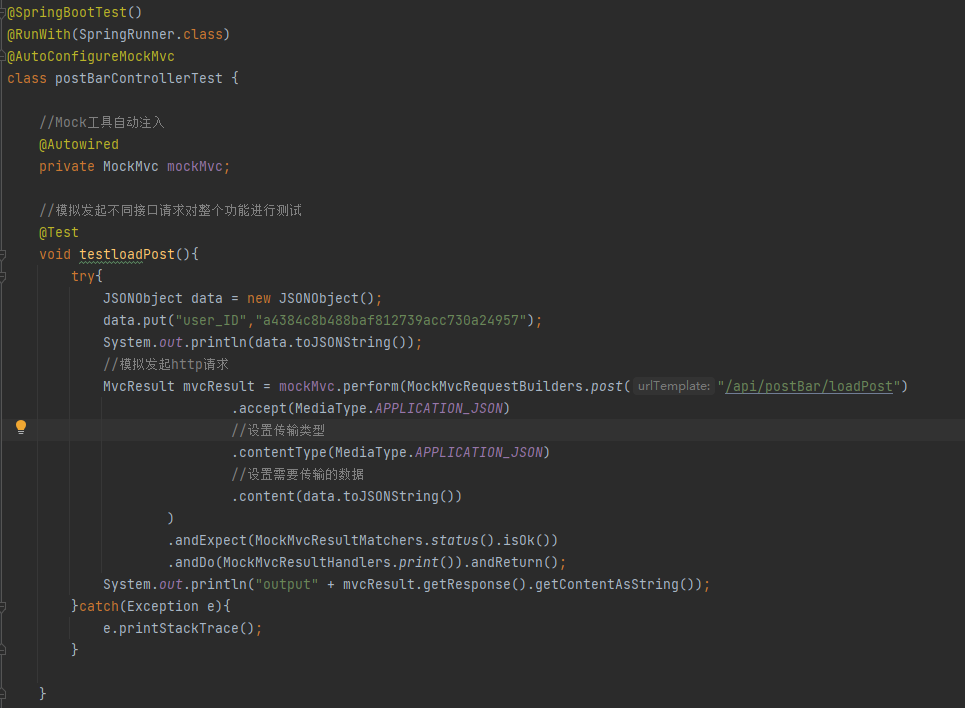 @SpringBootTest()
@RunWith(SpringRunner.class)
@AutoConfigureMockMvc
class postBarControllerTest {
//Mock工具自动注入
@Autowired
private MockMvc mockMvc;
//模拟发起不同接口请求对整个功能进行测试
@Test
void testloadPost(){
try{
JSONObject data = new JSONObject();
data.put("user_ID","a4384c8b488baf812739acc730a24957");
System.out.println(data.toJSONString());
//模拟发起http请求
MvcResult mvcResult = mockMvc.perform(MockMvcRequestBuilders.post( urlTemplate: "/api/postBar/loadPost")
.accept(MediaType.APPLICATION_JSON)
//设置传输类型
.contentType(MediaType.APPLICATION_JSON)
//设置需要传输的数据
.content(data.toJSONString())
)
.andExpect(MockMvcResultMatchers.status().isOk())
.andDo(MockMvcResultHandlers.print()).andReturn();
System.out.println("output" + mvcResult.getResponse().getContentAsString());
}catch(Exception e){
e.printStackTrace();
}
}